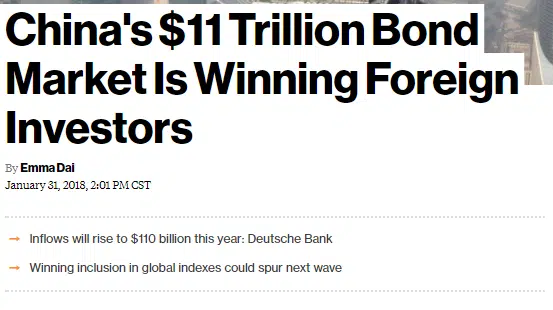 China's $11 Trillion Bond
Market Is Winning Foreign
Investors
By Emma Dai
January 31, 2018, 2:01 PM CST
→ Inflows will rise to $110 billion this year: Deutsche Bank
→ Winning inclusion in global indexes could spur next wave